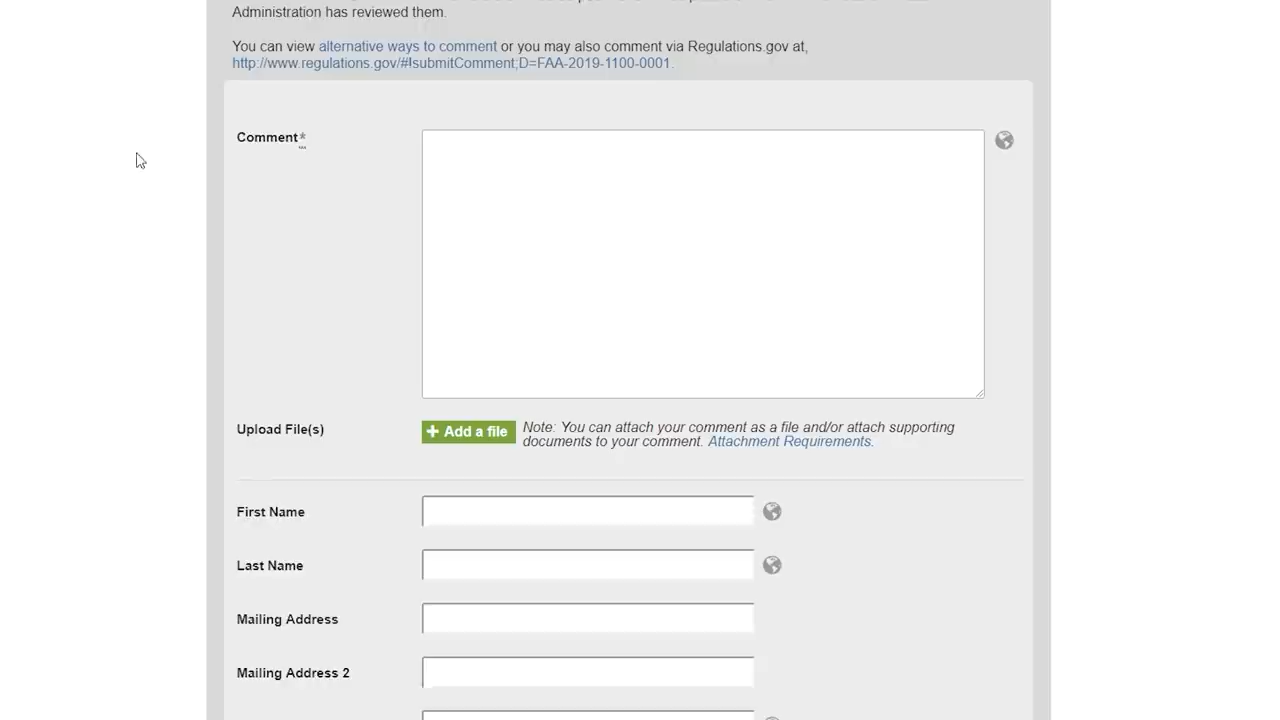 Administration has reviewed them.
You can view alternative ways to comment or you may also comment via Regulations.gov at,
http://www.regulations.gov/#!submitComment;D=FAA-2019-1100-0001.
Comment*
Upload File(s)
+ Add a file
Note: You can attach your comment as a file and/or attach supporting
documents to your comment. Attachment Requirements.
First Name
Last Name
Mailing Address
Mailing Address 2